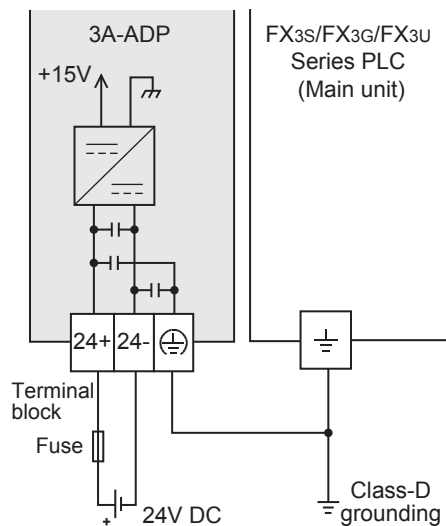 3A-ADP
FX3S/FX3G/FX3U
Series PLC
(Main unit)
+15V
24+
24-
Terminal
block
Fuse
+
24V DC
Class-D
grounding